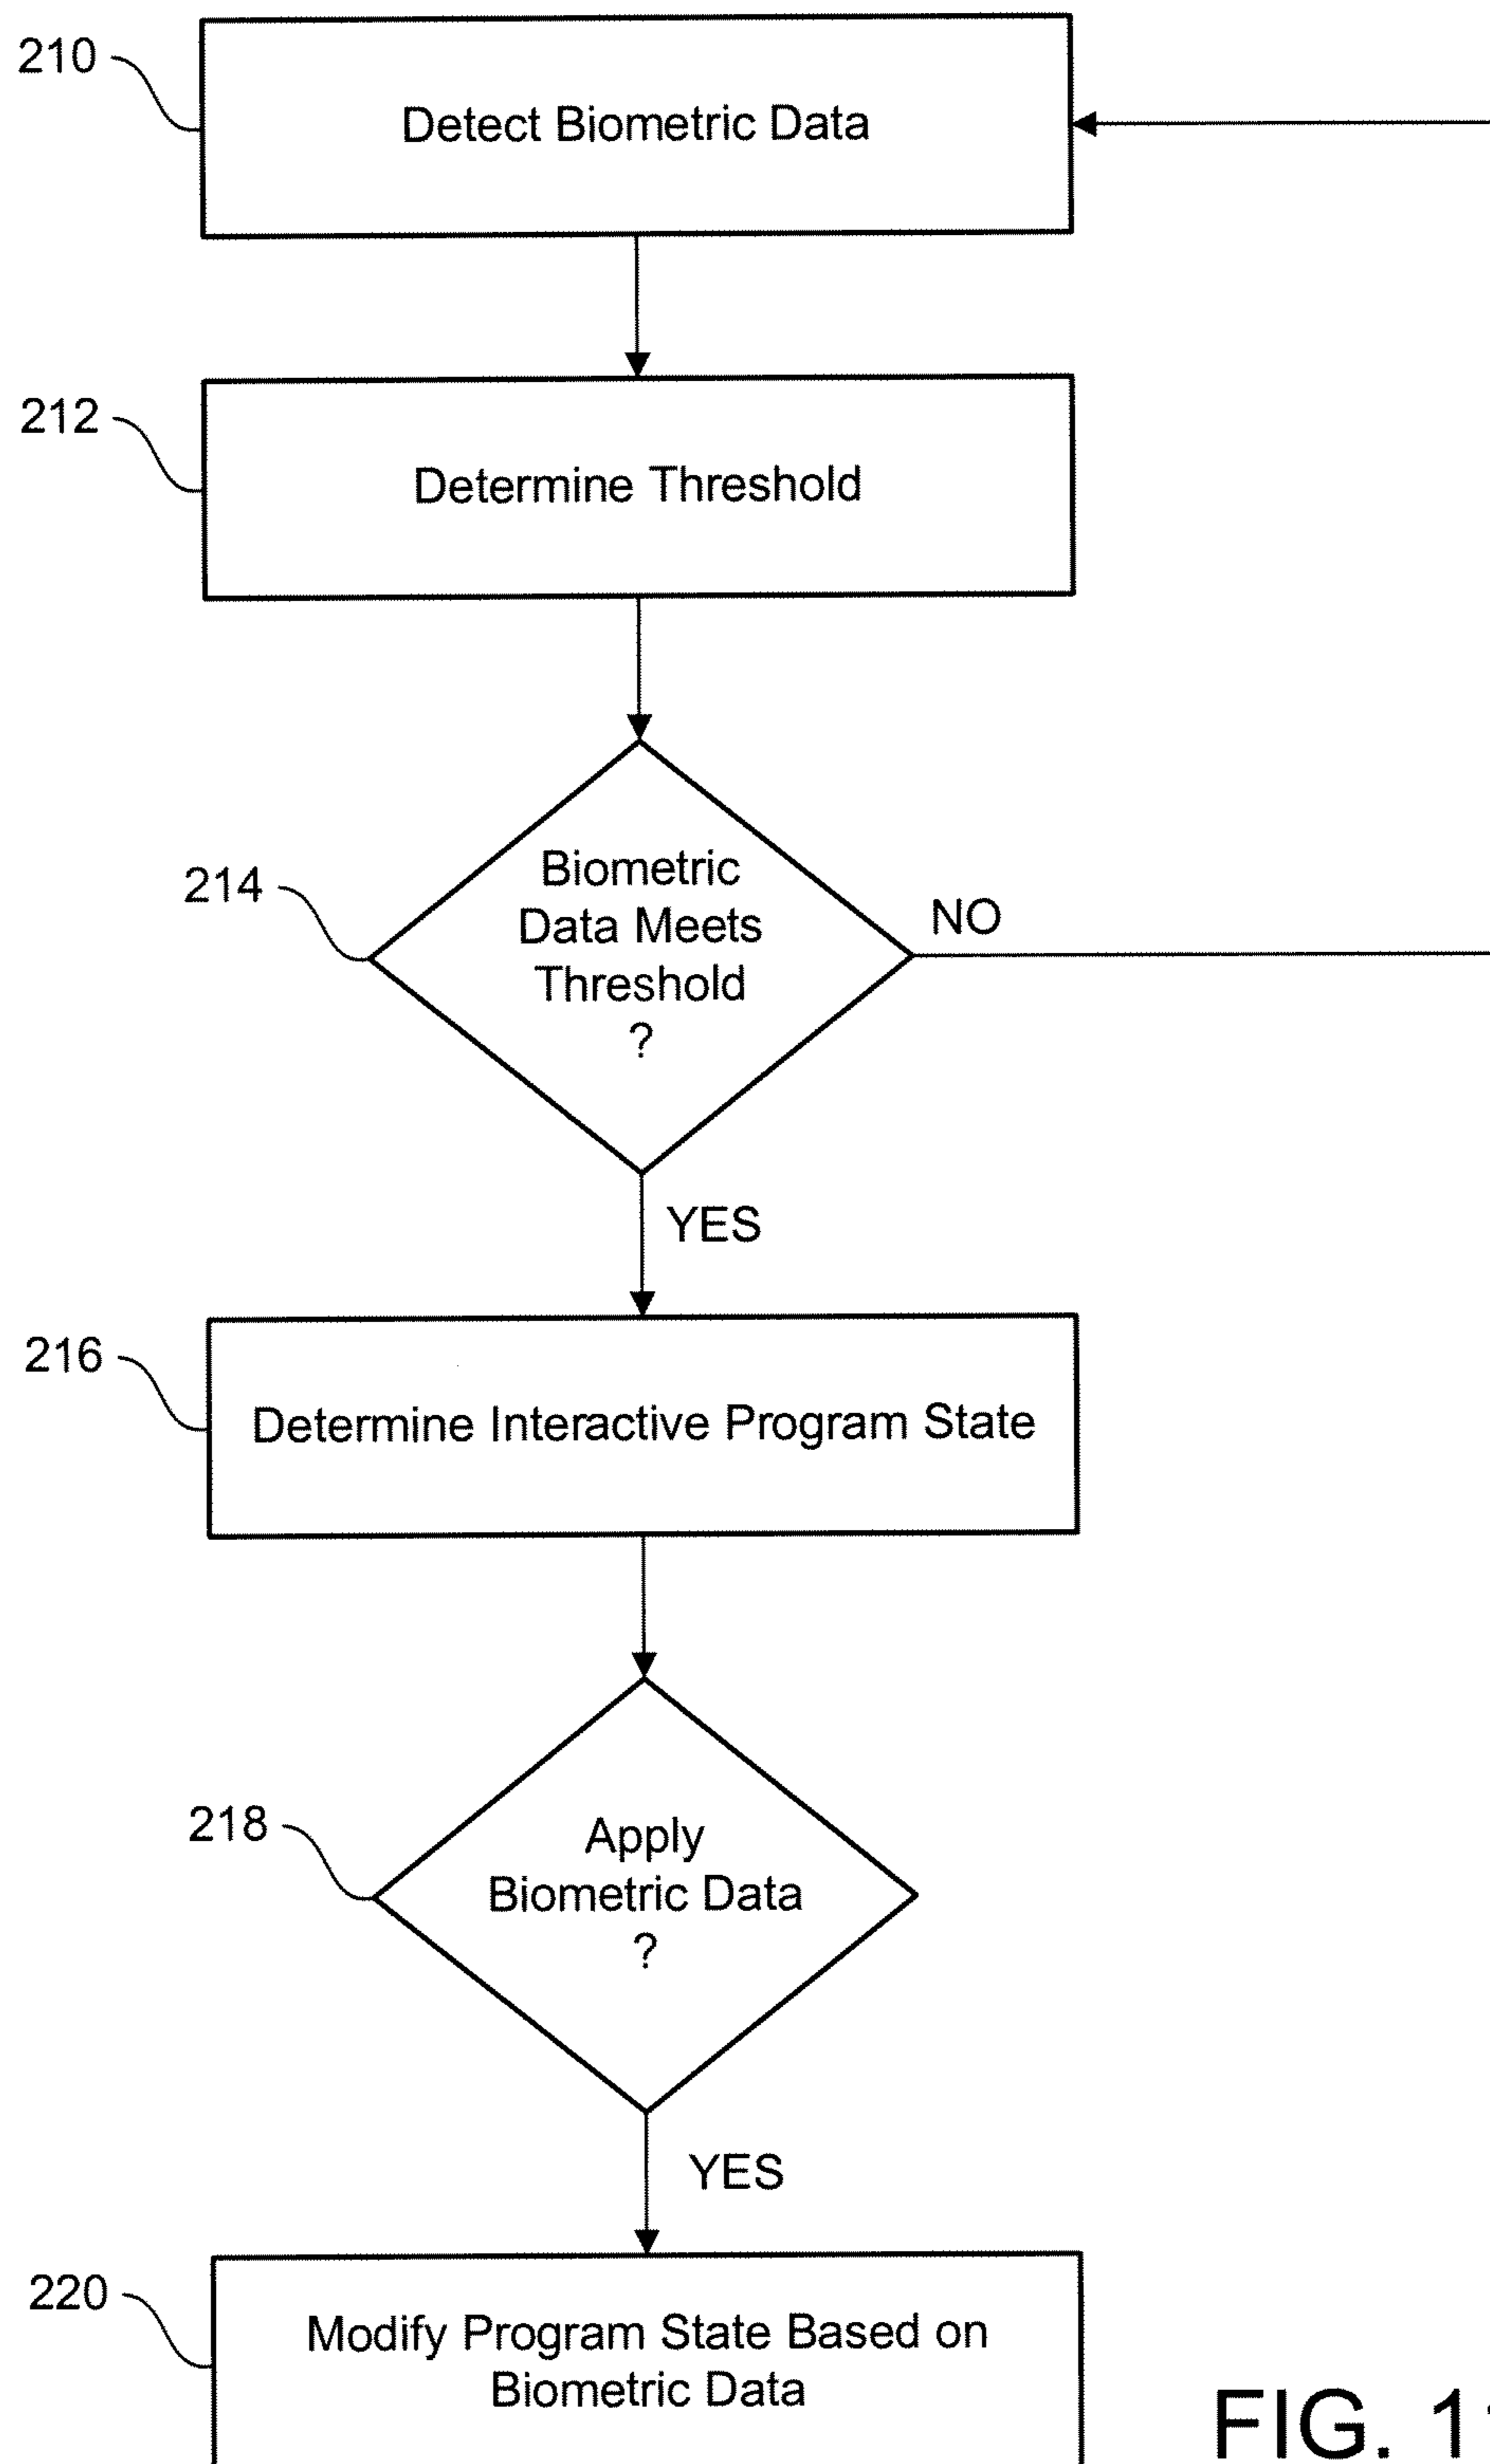 210
Detect Biometric Data
212
Determine Threshold
214
Biometric
Data Meets
Threshold
?
NO
YES
216
Determine Interactive Program State
218
Apply
Biometric Data
?
YES
220
Modify Program State Based on
Biometric Data
FIG. 11